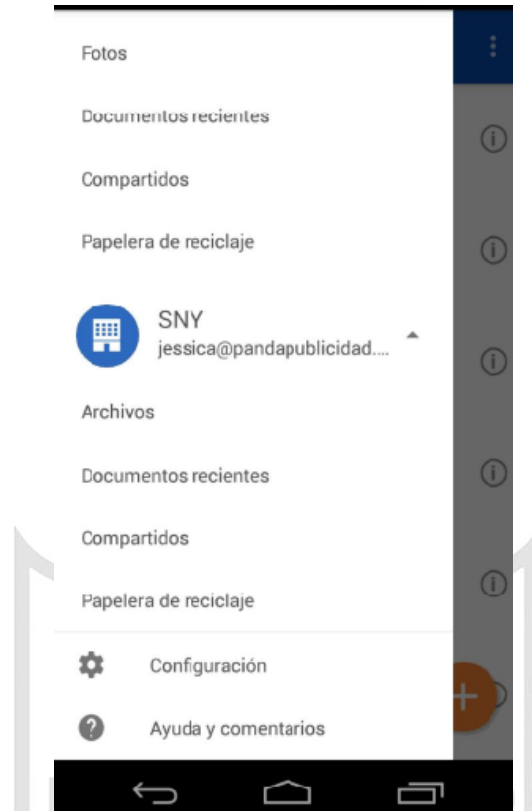 Fotos
Documentos recientes
Compartidos
Papelera de reciclaje
SNY
jessica@pandapublicidad....
Archivos
Documentos recientes
Compartidos
Papelera de reciclaje
Configuración
Ayuda y comentarios